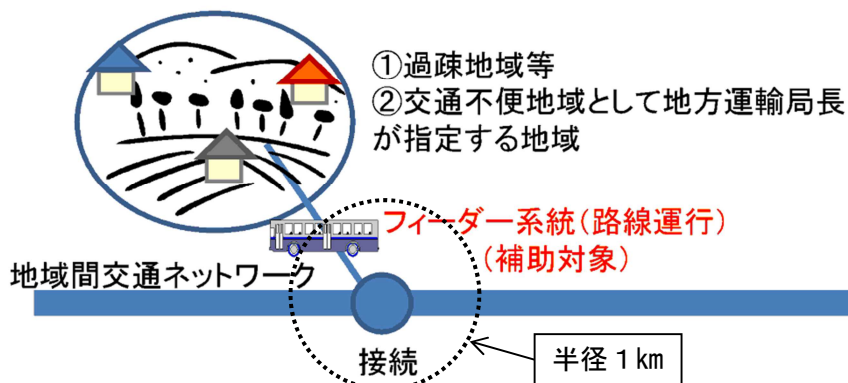 ①過疎地域等
②交通不便地域として地方運輸局長
が指定する地域
フィーダー系統(路線運行)
(補助対象)
地域間交通ネットワーク
接続
半径1km